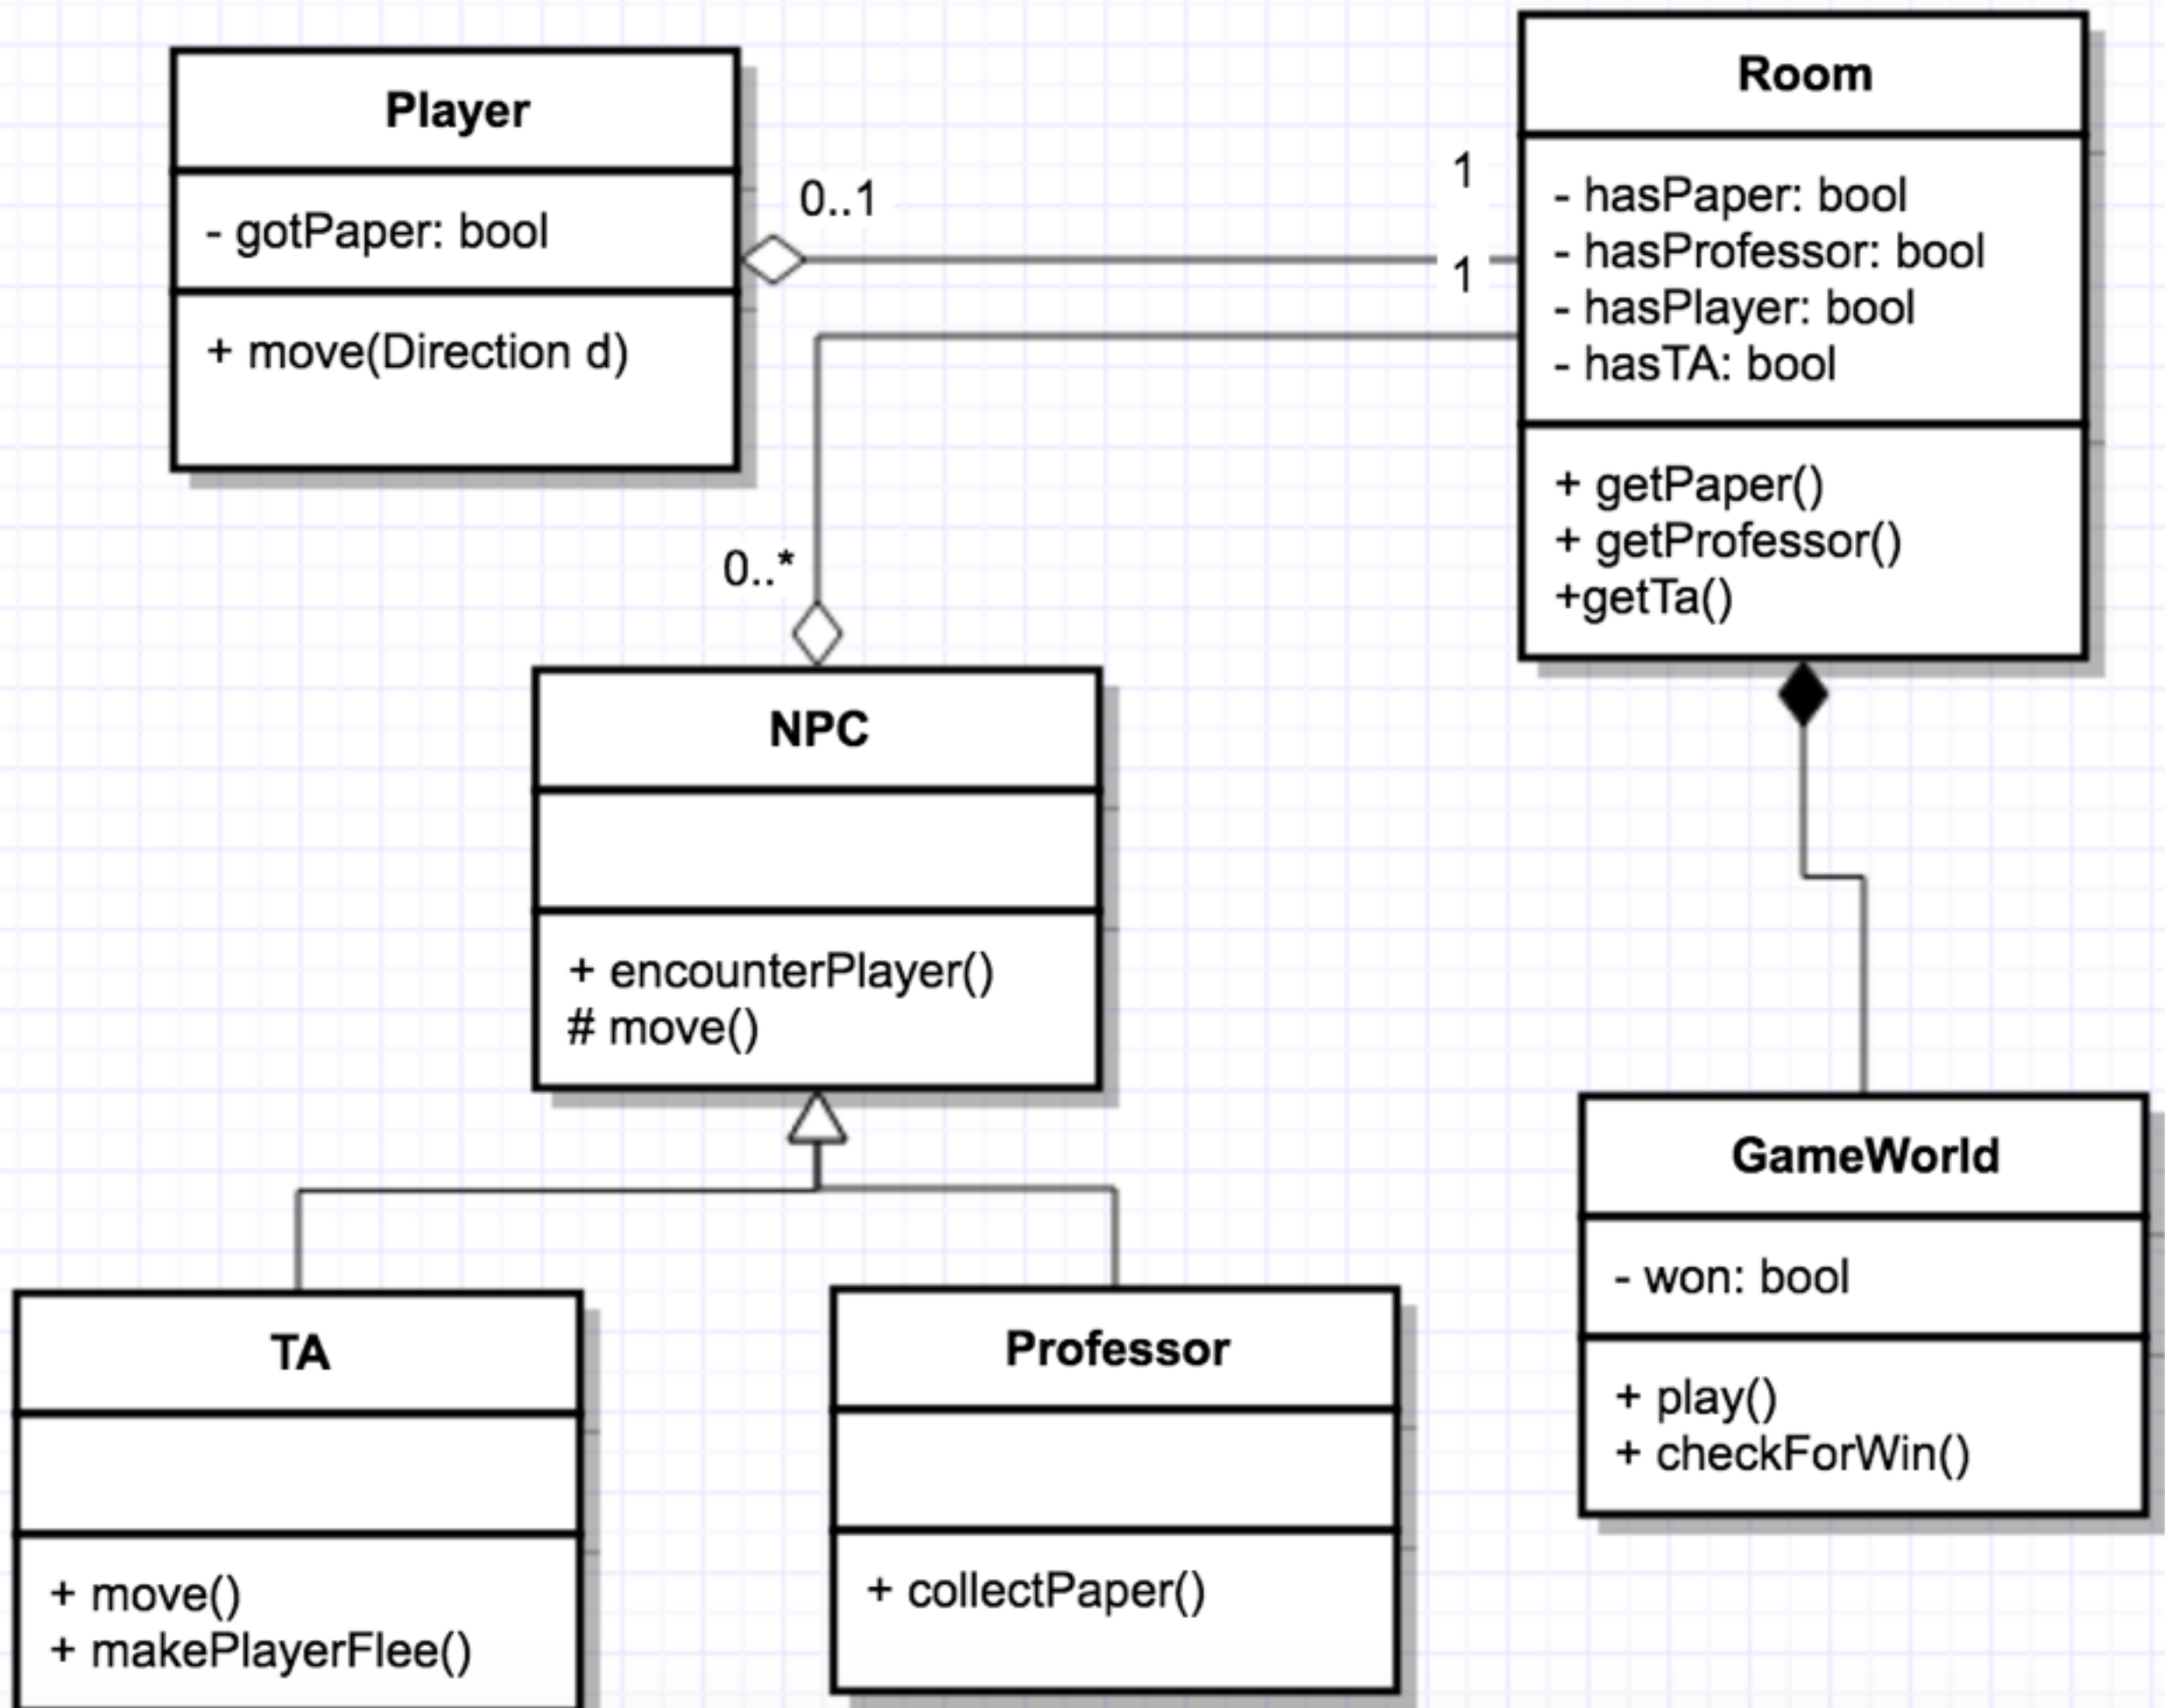 Player
- gotPaper: bool
+ move(Direction d)
0..1
1
1
Room
- hasPaper: bool
- hasProfessor: bool
- hasPlayer: bool
- hasTA: bool
+ getPaper()
+ getProfessor()
+getTa()
0..*
NPC
+ encounterPlayer()
# move()
TA
+ move()
+ makePlayerFlee()
Professor
+ collectPaper()
GameWorld
- won: bool
+ play()
+ checkForWin()